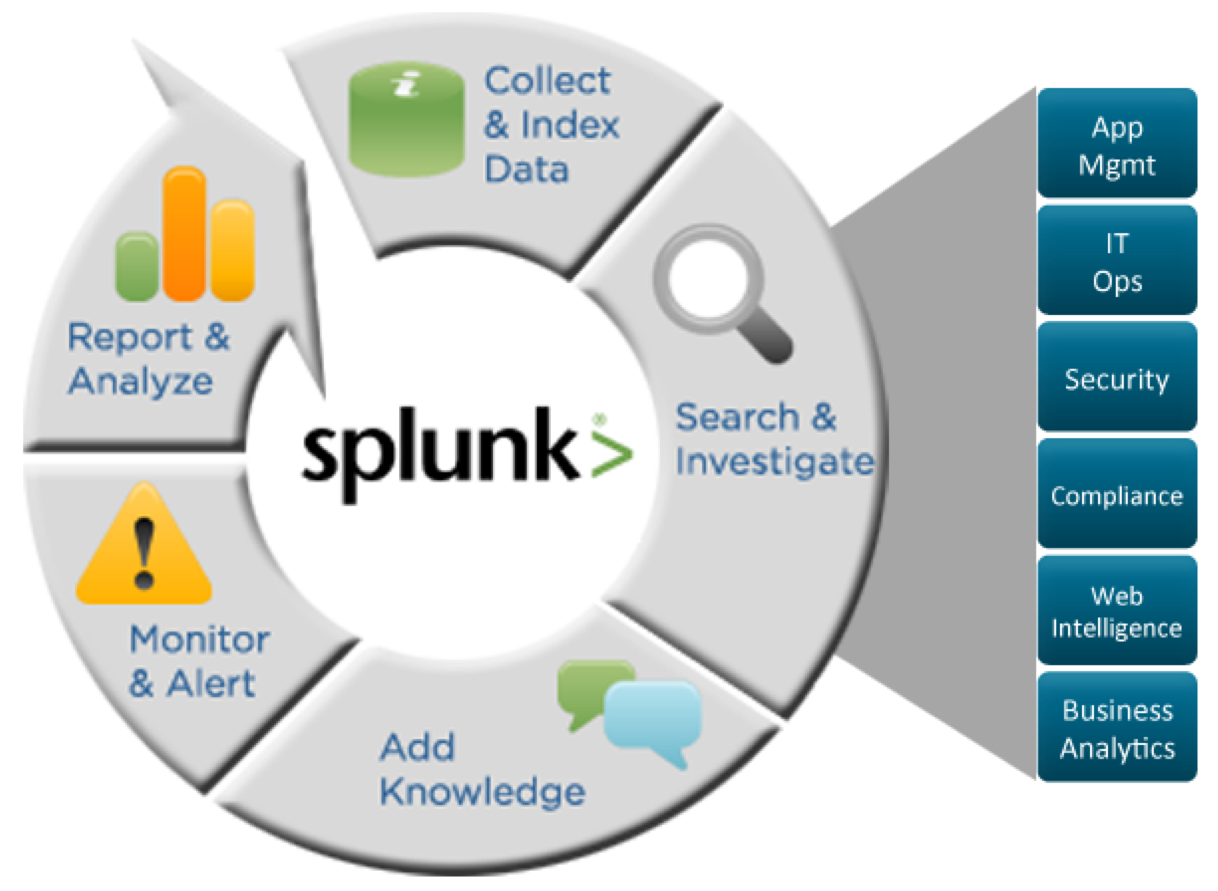 Collect
& Index
Data
Search &
Investigate
Add
Knowledge
Monitor
& Alert
Report &
Analyze
splunk>®
App
Mgmt
IT
Ops
Security
Compliance
Web
Intelligence
Business
Analytics